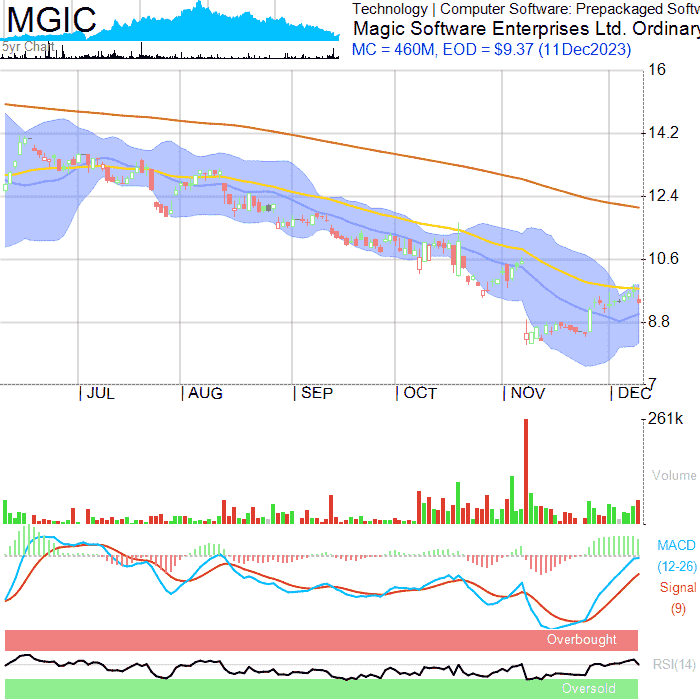 MGIC
5yr Chart
Technology | Computer Software: Prepackaged Softw
Magic Software Enterprises Ltd. Ordinary
MC = 460M, EOD = $9.37 (11Dec2023)
16
14.2
12.4
10.6
8.8
7
JUL
AUG
SEP
OCT
NOV
DEC
261k
Volume
MACD
(12-26)
Signal
(9)
Overbought
RSI(14)
Oversold